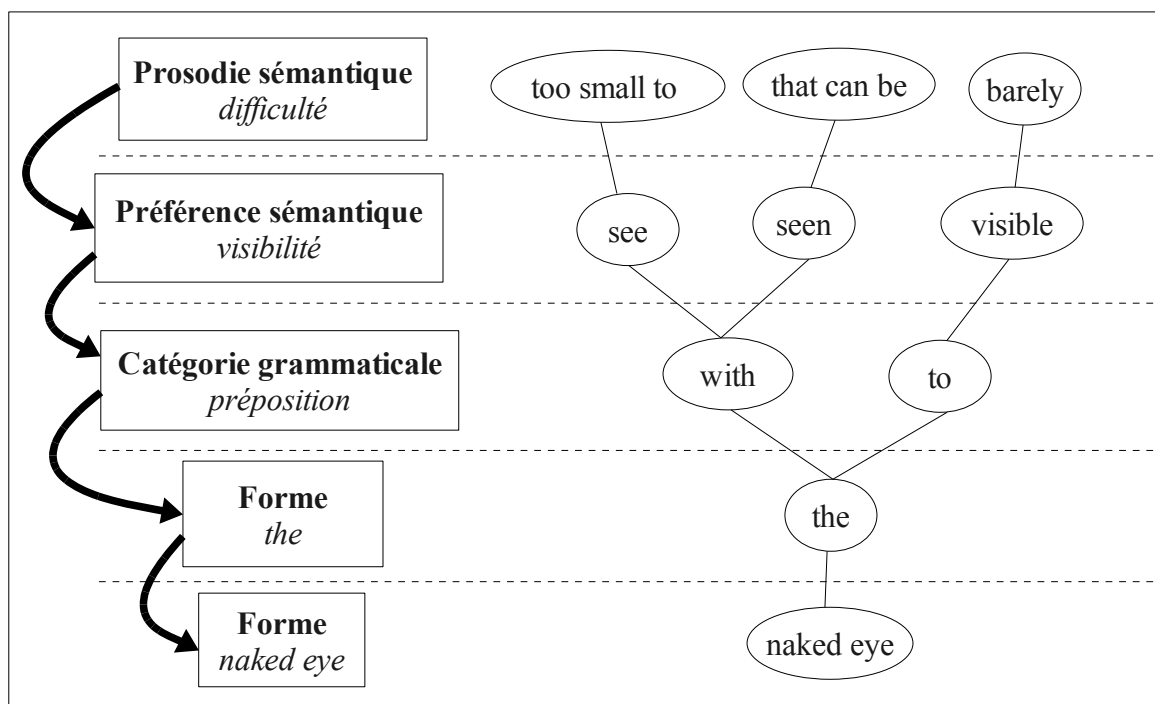 Prosodie sémantique
difficulté
too small to
that can be
barely
Préférence sémantique
visibilité
see
seen
visible
Catégorie grammaticale
préposition
with
to
Forme
the
the
Forme
naked eye
naked eye